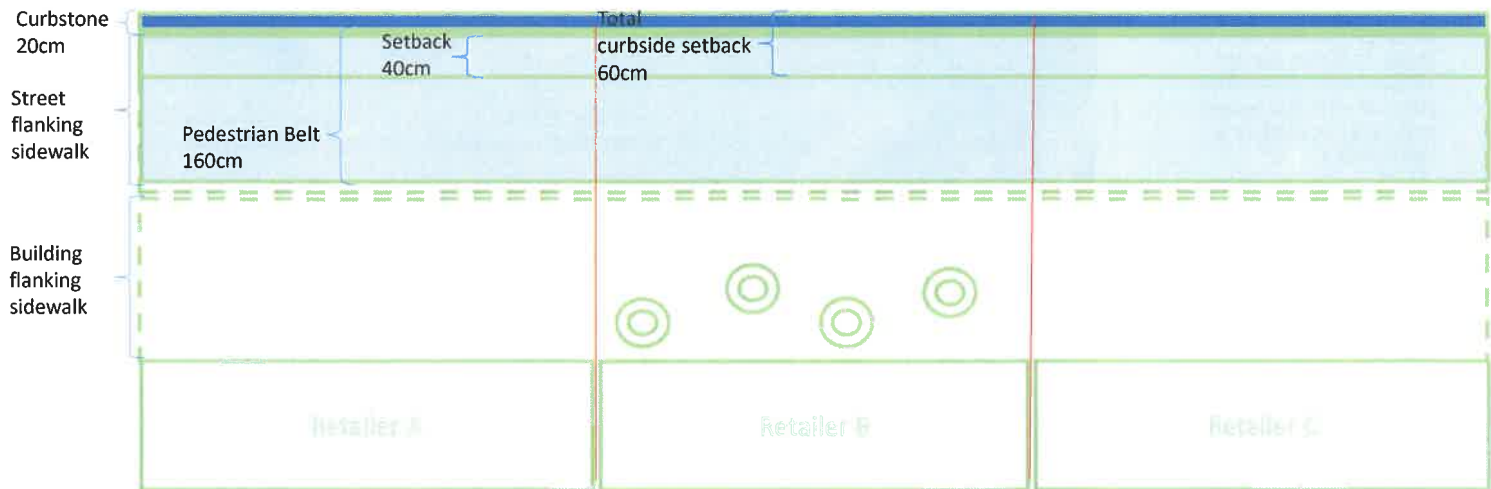 Curbstone
20cm
Setback
40cm
Total
curbside setback
60cm
Street
flanking
sidewalk
Pedestrian Belt
160cm
Building
flanking
sidewalk
Retailer A
Retailer B
Retailer C